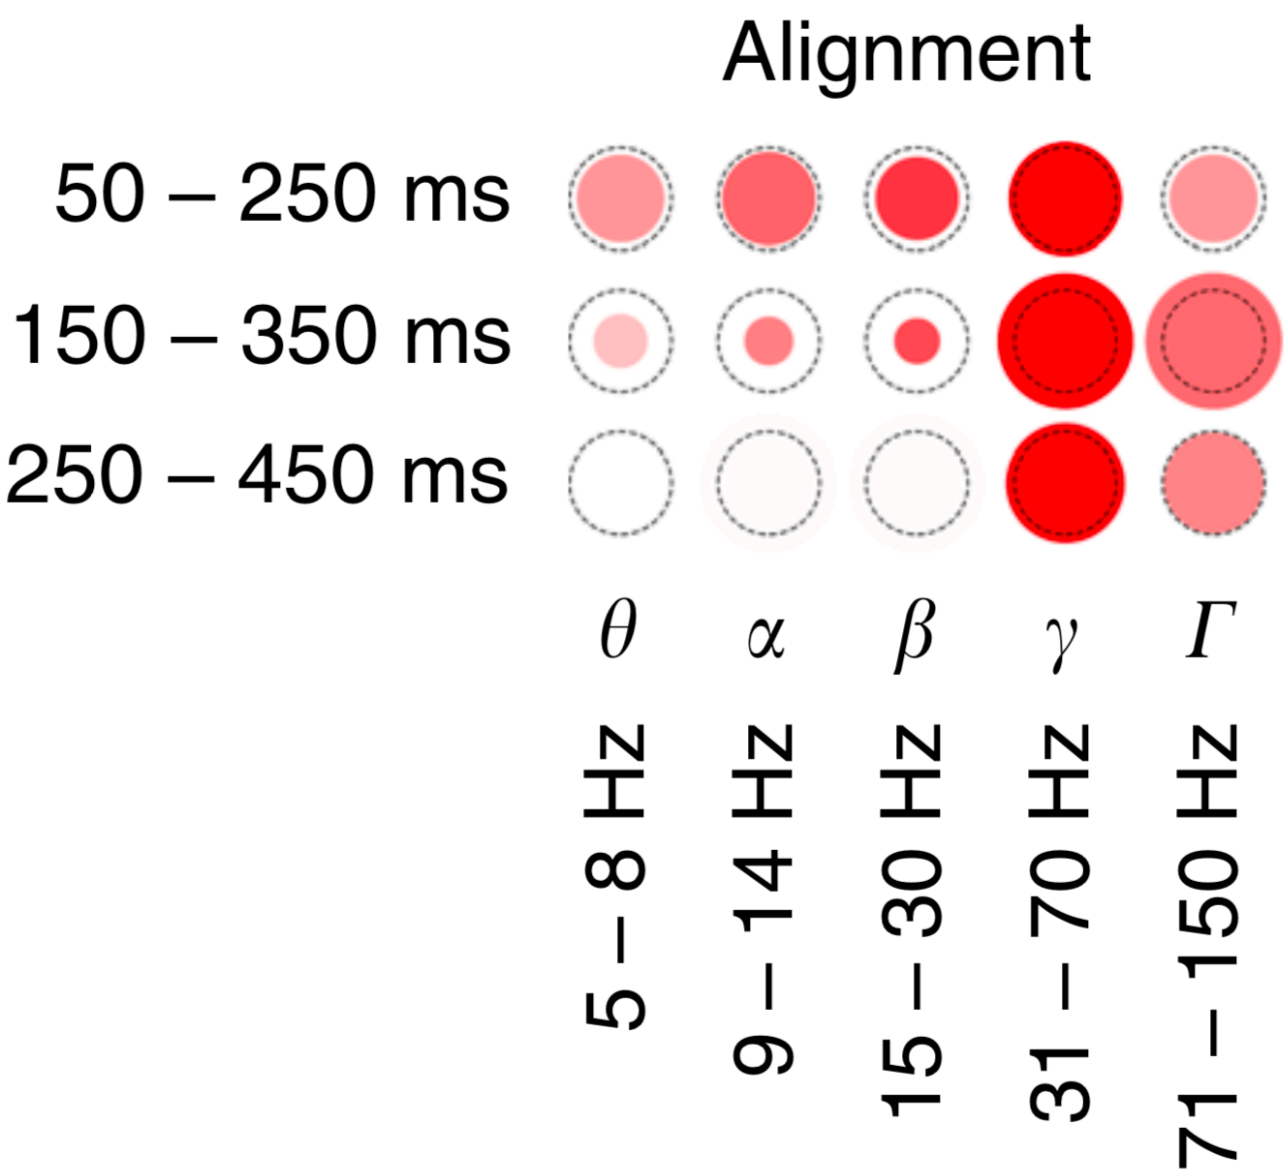 Alignment
50 – 250 ms
150 – 350 ms
250 – 450 ms
θ α β γ Γ
5 – 8 Hz
9 – 14 Hz
15 – 30 Hz
31 – 70 Hz
71 – 150 Hz